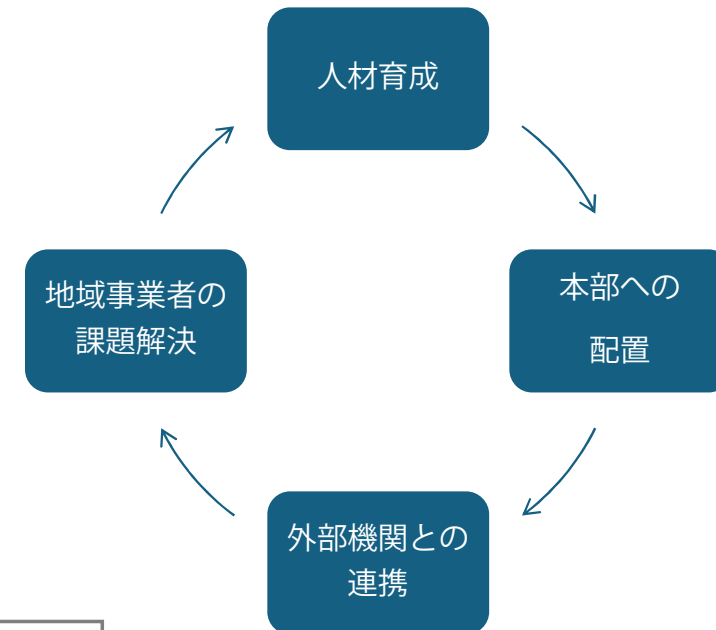 人材育成
本部への
配置
外部機関との
連携
地域事業者の
課題解決